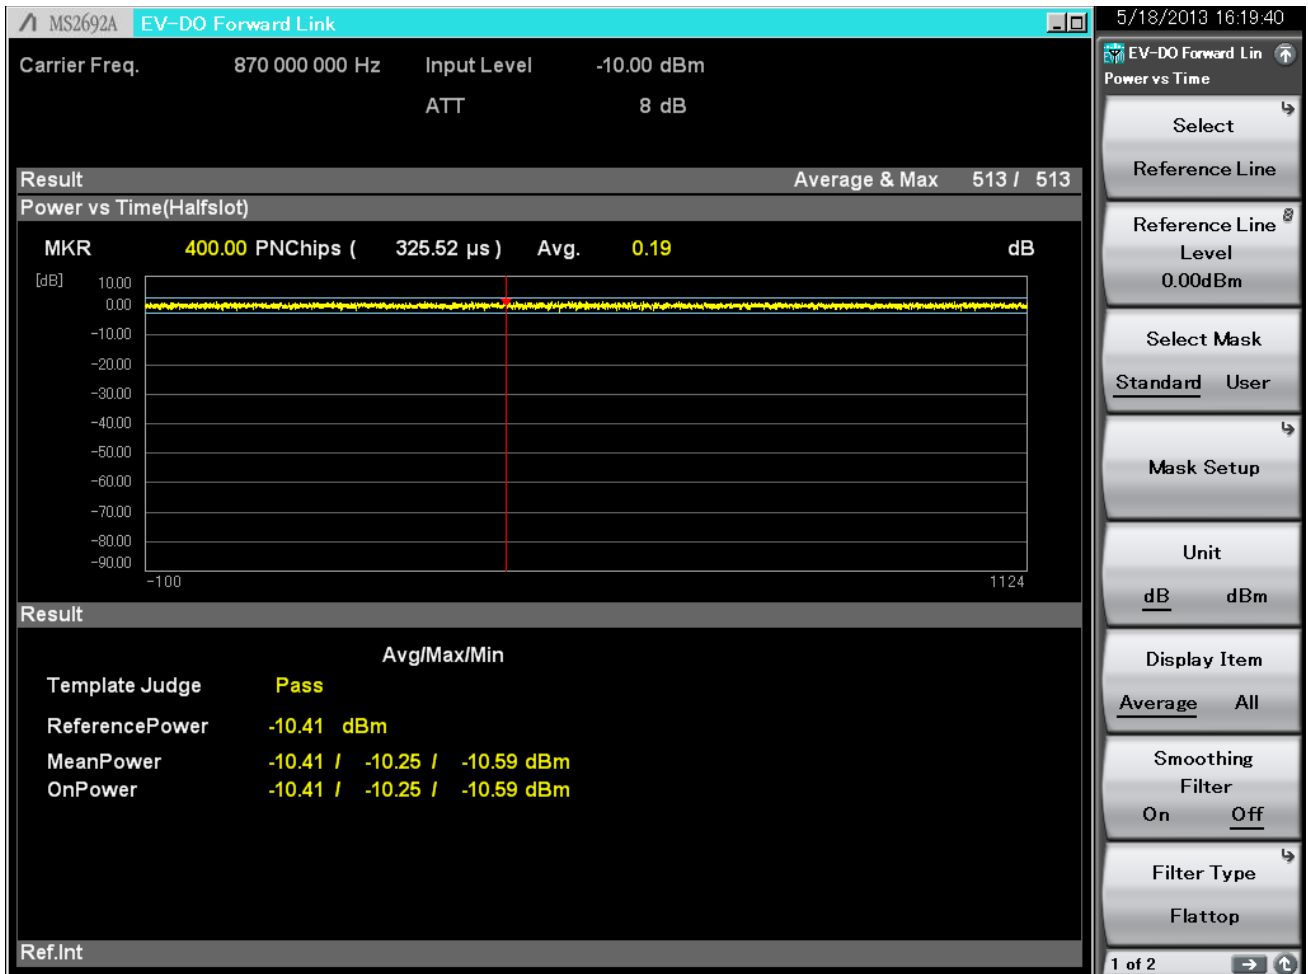 MS2692A EV-DO Forward Link
5/18/2013 16:19:40
Carrier Freq. 870 000 000 Hz Input Level -10.00 dBm
ATT 8 dB
Result Average & Max 513 / 513
Power vs Time(Halfslot)
MKR 400.00 PNChips ( 325.52 µs ) Avg. 0.19 dB
[dB]
10.00
0.00
-10.00
-20.00
-30.00
-40.00
-50.00
-60.00
-70.00
-80.00
-90.00
-100 1124
Result
Avg/Max/Min
Template Judge Pass
ReferencePower -10.41 dBm
MeanPower -10.41 / -10.25 / -10.59 dBm
OnPower -10.41 / -10.25 / -10.59 dBm
Ref.Int
EV-DO Forward Lin
Power vs Time
Select
Reference Line
Reference Line
Level
0.00dBm
Select Mask
Standard User
Mask Setup
Unit
dB dBm
Display Item
Average All
Smoothing
Filter
On Off
Filter Type
Flattop
1 of 2